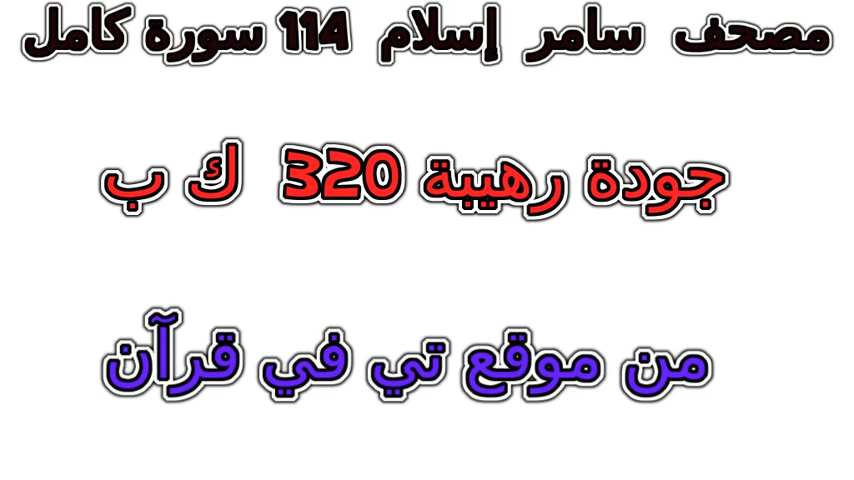 مصحف سامر إسلام 114 سورة كامل
جودة رهيبة 320 ك ب
من موقع تي في قرآن